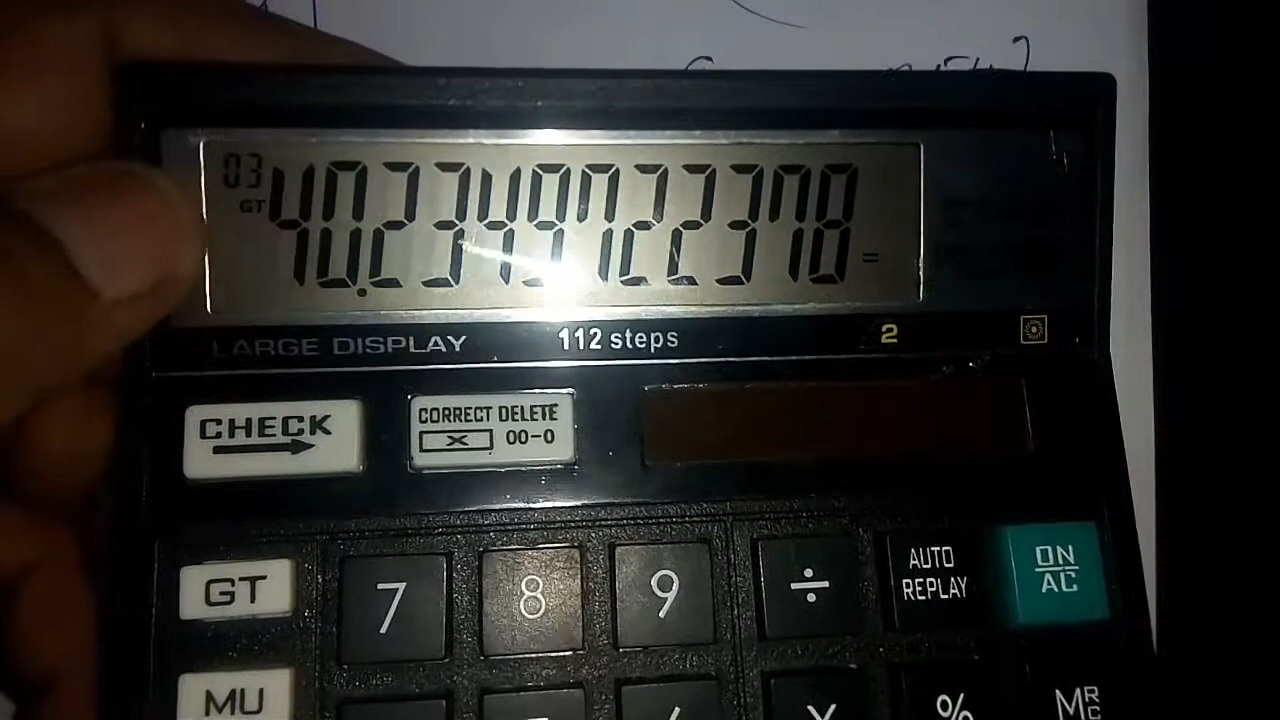 03
GT
40.2349722378 =
LARGE DISPLAY 112 steps 2
CHECK
CORRECT DELETE
X 00-0
GT 7 8 9 ÷ AUTO REPLAY ON/AC
MU % MRC